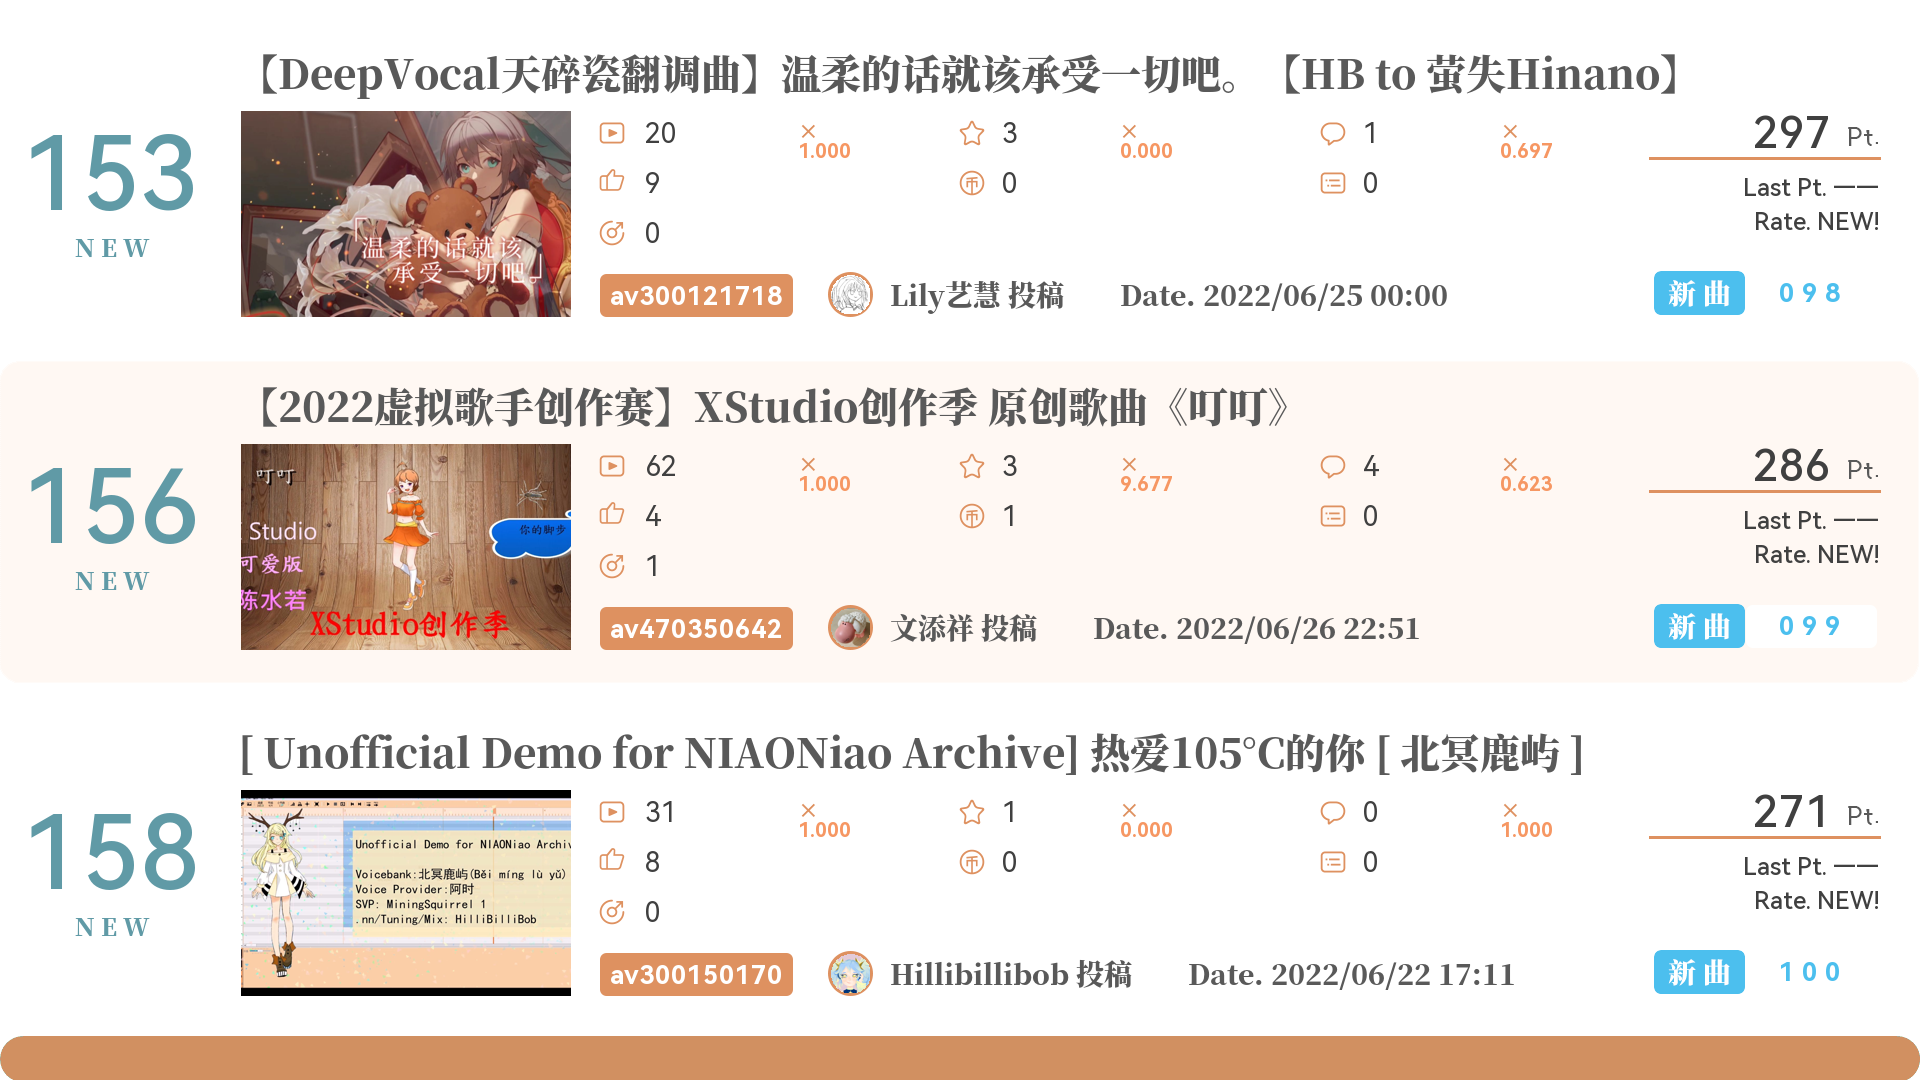 【DeepVocal天碎瓷翻调曲】温柔的话就该承受一切吧。【HB to 萤失Hinano】
153
NEW
「温柔的话就该
承受一切吧。」
20 ×1.000 3 ×0.000 1 ×0.697
9 0 0
0
297 Pt.
Last Pt. ——
Rate. NEW!
av300121718 Lily艺慧 投稿 Date. 2022/06/25 00:00 新曲 098
【2022虚拟歌手创作赛】XStudio创作季 原创歌曲《叮叮》
156
NEW
叮叮
你的脚步
Studio
可爱版
陈水若
XStudio创作季
62 ×1.000 3 ×9.677 4 ×0.623
4 1 0
1
286 Pt.
Last Pt. ——
Rate. NEW!
av470350642 文添祥 投稿 Date. 2022/06/26 22:51 新曲 099
[ Unofficial Demo for NIAONiao Archive] 热爱105°C的你 [ 北冥鹿屿 ]
158
NEW
Unofficial Demo for NIAONiao Archiv
Voicebank:北冥鹿屿(Běi míng lù yǔ)
Voice Provider:阿时
SVP: MiningSquirrel 1
.nn/Tuning/Mix: HilliBilliBob
31 ×1.000 1 ×0.000 0 ×1.000
8 0 0
0
271 Pt.
Last Pt. ——
Rate. NEW!
av300150170 Hillibillibob 投稿 Date. 2022/06/22 17:11 新曲 100